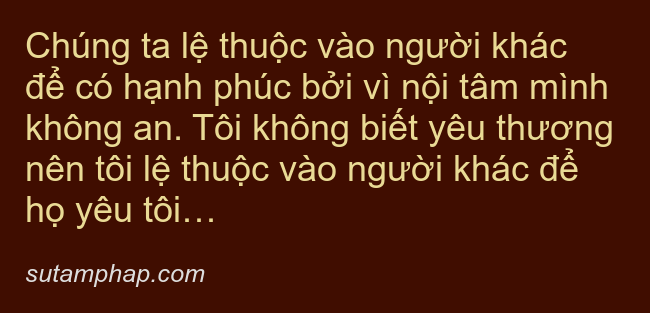 Chúng ta lệ thuộc vào người khác
để có hạnh phúc bởi vì nội tâm mình
không an. Tôi không biết yêu thương
nên tôi lệ thuộc vào người khác để
họ yêu tôi…
sutamphap.com